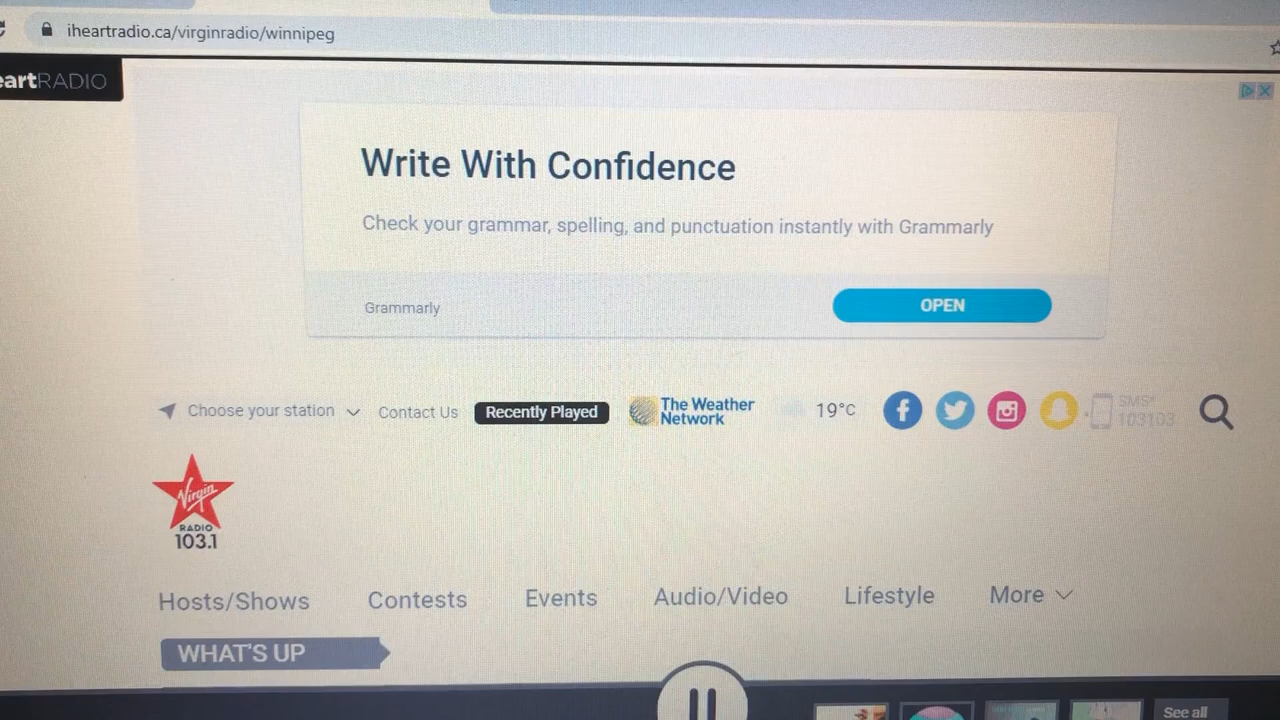 iheartradio.ca/virginradio/winnipeg
eartRADIO
Write With Confidence
Check your grammar, spelling, and punctuation instantly with Grammarly
Grammarly
OPEN
Choose your station
Contact Us
Recently Played
The Weather
Network
19°C
SMS*
103103
Virgin
RADIO
103.1
Hosts/Shows
Contests
Events
Audio/Video
Lifestyle
More
WHAT'S UP
See all